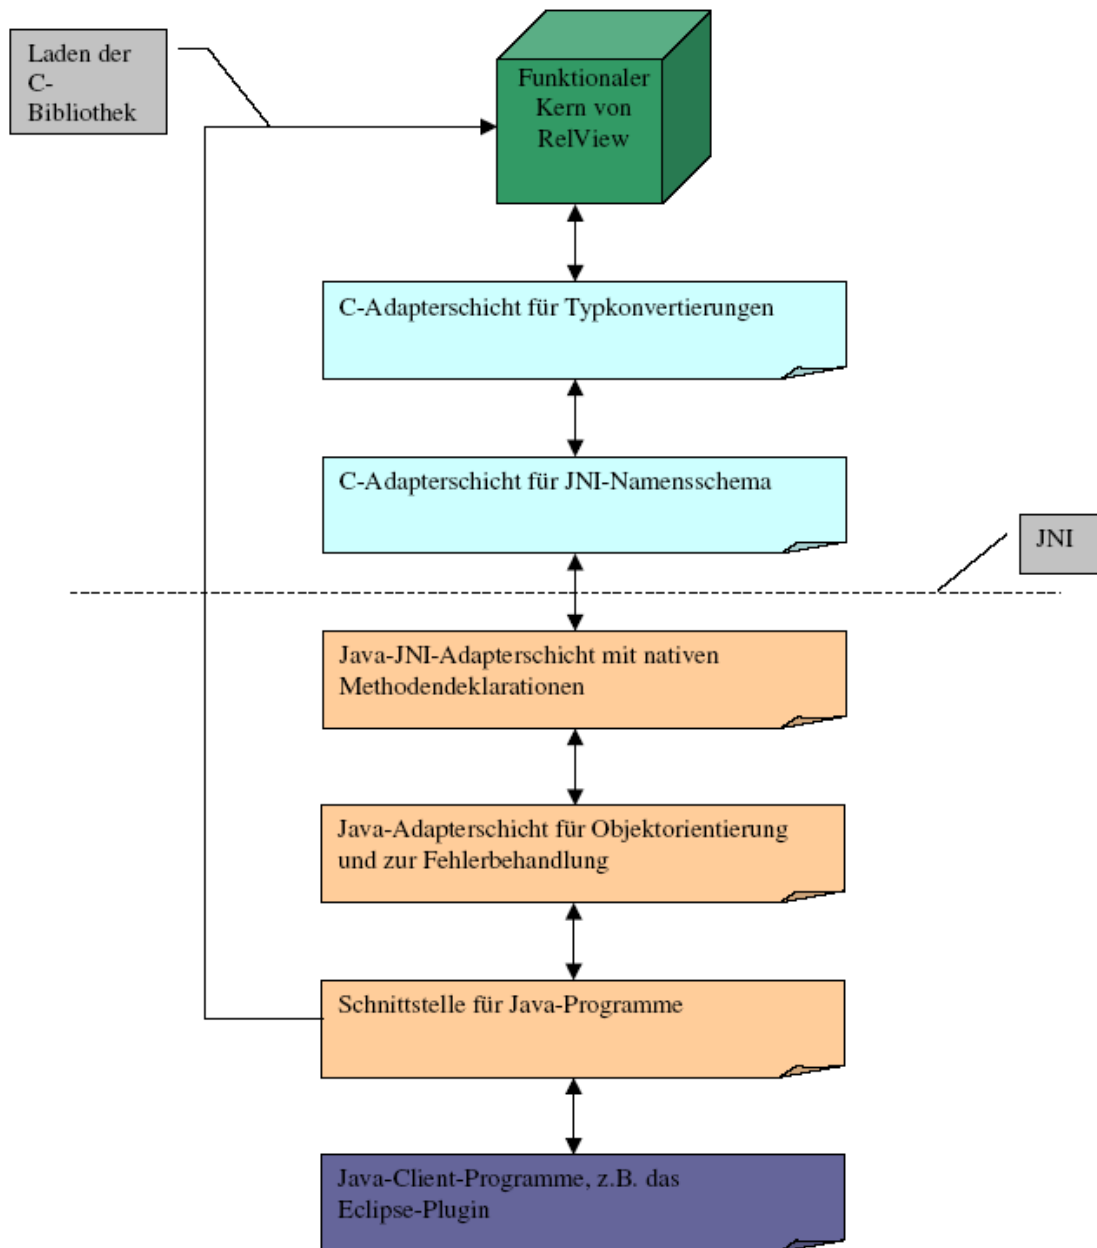 Laden der
C-
Bibliothek
Funktionaler
Kern von
RelView
C-Adapterschicht für Typkonvertierungen
C-Adapterschicht für JNI-Namensschema
JNI
Java-JNI-Adapterschicht mit nativen
Methodendeklarationen
Java-Adapterschicht für Objektorientierung
und zur Fehlerbehandlung
Schnittstelle für Java-Programme
Java-Client-Programme, z.B. das
Eclipse-Plugin